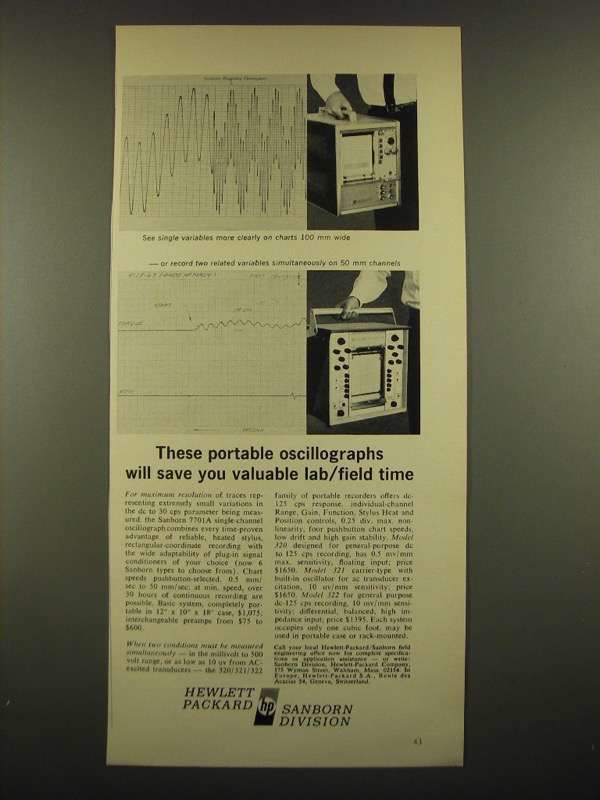 See single variables more clearly on charts 100 mm wide
— or record two related variables simultaneously on 50 mm channels
START
These portable oscillographs
will save you valuable lab/field time
For maximum resolution of traces rep-
resenting extremely small variations in
the dc to 30 cps parameter being meas-
ured, the Sanborn 7701A single-channel
oscillograph combines every time-proven
advantage of reliable, heated stylus,
rectangular-coordinate recording with
the wide adaptability of plug-in signal
conditioners of your choice (now 6
Sanborn types to choose from). Chart
speeds pushbutton-selected, 0.5 mm/
sec to 50 mm/sec; at min. speed, over
30 hours of continuous recording are
possible. Basic system, completely por-
table in 12" x 10" x 18" case, $1,075;
interchangeable preamps from $75 to
$600.
When two conditions must be measured
simultaneously — in the millivolt to 500
volt range, or as low as 10 uv from AC-
excited transducers — the 320/321/322
family of portable recorders offers dc-
125 cps response, individual-channel
Range, Gain, Function, Stylus Heat and
Position controls, 0.25 div. max. non-
linearity, four pushbutton chart speeds,
low drift and high gain stability. Model
320 designed for general-purpose dc
to 125 cps recording, has 0.5 mv/mm
max. sensitivity, floating input; price
$1650. Model 321 carrier-type with
built-in oscillator for ac transducer ex-
citation, 10 uv/mm sensitivity; price
$1650. Model 322 for general purpose
dc-125 cps recording, 10 mv/mm sensi-
tivity; differential, balanced, high im-
pedance input; price $1395. Each system
occupies only one cubic foot, may be
used in portable case or rack-mounted.
Call your local Hewlett-Packard/Sanborn field
engineering office now for complete specifica-
tions or application assistance — or write:
Sanborn Division, Hewlett-Packard Company,
175 Wyman Street, Waltham, Mass. 02154. In
Europe, Hewlett-Packard S.A., Route des
Acacias 54, Geneva, Switzerland.
HEWLETT
PACKARD
hp
SANBORN
DIVISION